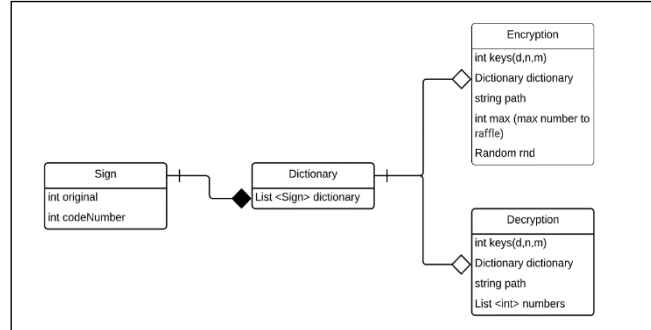 Encryption
int keys(d,n,m)
Dictionary dictionary
string path
int max (max number to
raffle)
Random rnd
Sign
int original
int codeNumber
Dictionary
List <Sign> dictionary
Decryption
int keys(d,n,m)
Dictionary dictionary
string path
List <int> numbers